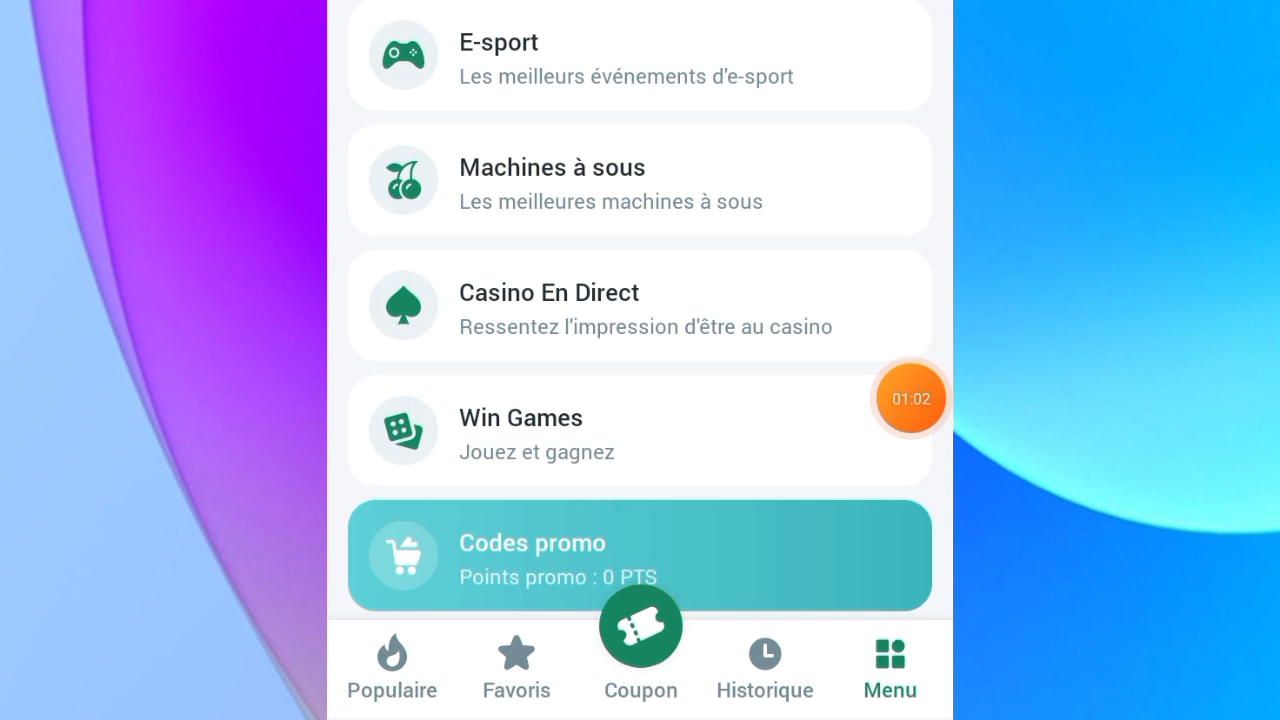 E-sport
Les meilleurs événements d'e-sport
Machines à sous
Les meilleures machines à sous
Casino En Direct
Ressentez l'impression d'être au casino
01:02
Win Games
Jouez et gagnez
Codes promo
Points promo : 0 PTS
Populaire
Favoris
Coupon
Historique
Menu